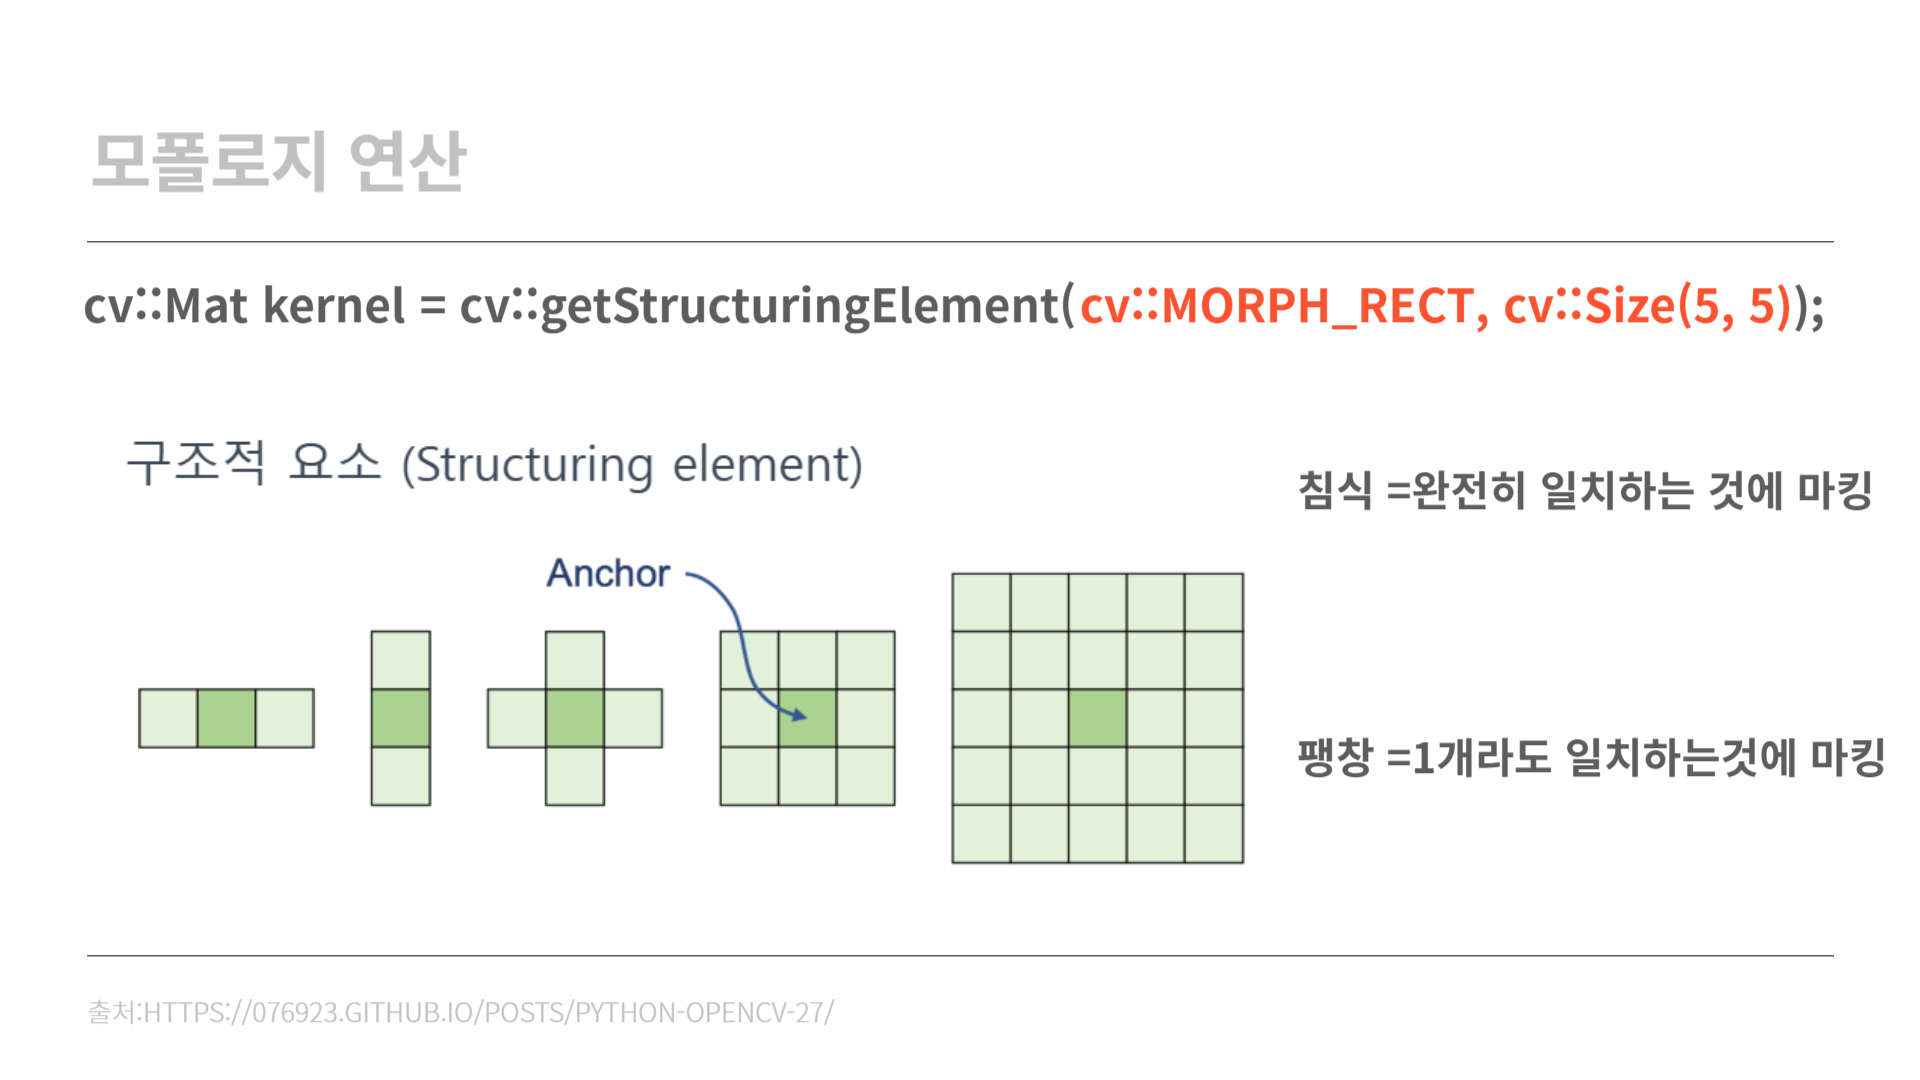 모폴로지 연산
cv::Mat kernel = cv::getStructuringElement(cv::MORPH_RECT, cv::Size(5, 5));
구조적 요소 (Structuring element)
침식 =완전히 일치하는 것에 마킹
Anchor
팽창 =1개라도 일치하는것에 마킹
출처:HTTPS://076923.GITHUB.IO/POSTS/PYTHON-OPENCV-27/